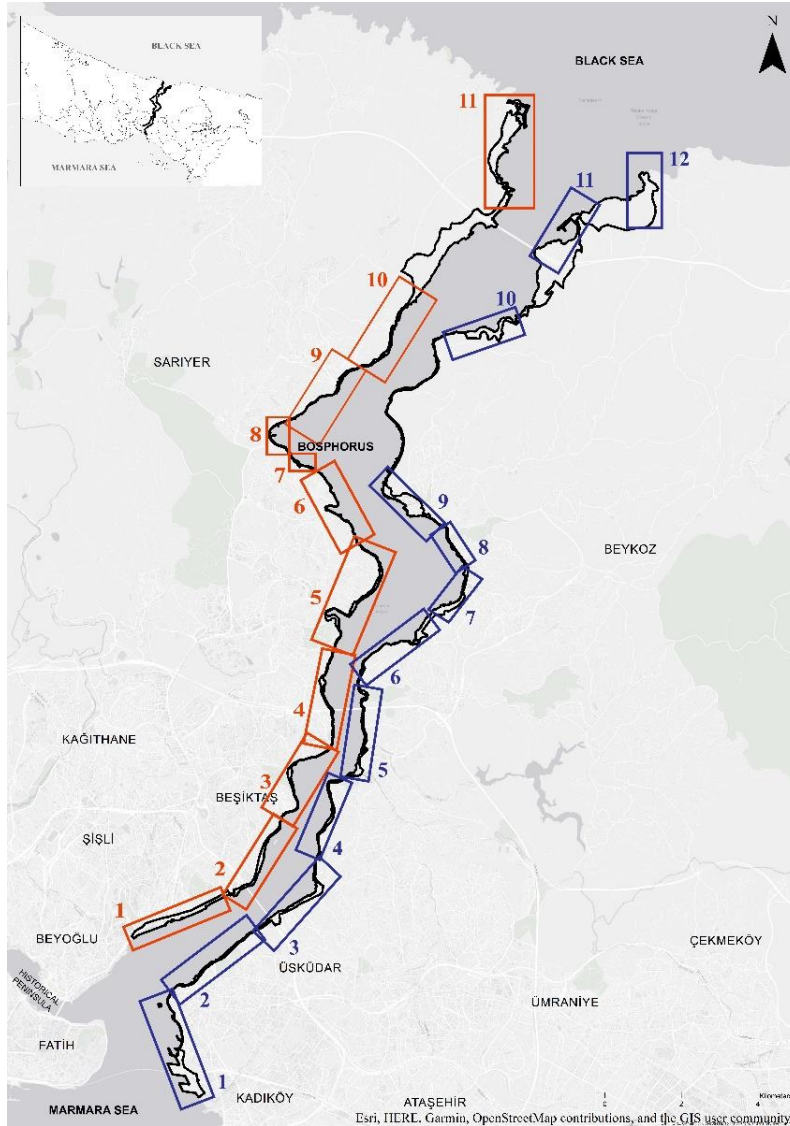 BLACK SEA
MARMARA SEA
N
BLACK SEA
11
12
11
10
10
SARIYER
9
8
BOSPHORUS
7
6
9
8
BEYKOZ
5
7
6
4
KAĞITHANE
5
3
BEŞİKTAŞ
ŞİŞLİ
2
4
1
BEYOĞLU
3
ÜSKÜDAR
ÇEKMEKÖY
HISTORICAL
PENINSULA
2
ÜMRANİYE
FATİH
1
KADIKÖY
ATAŞEHİR
0
2
4
Kilometers
MARMARA SEA
Esri, HERE, Garmin, OpenStreetMap contributions, and the GIS user community